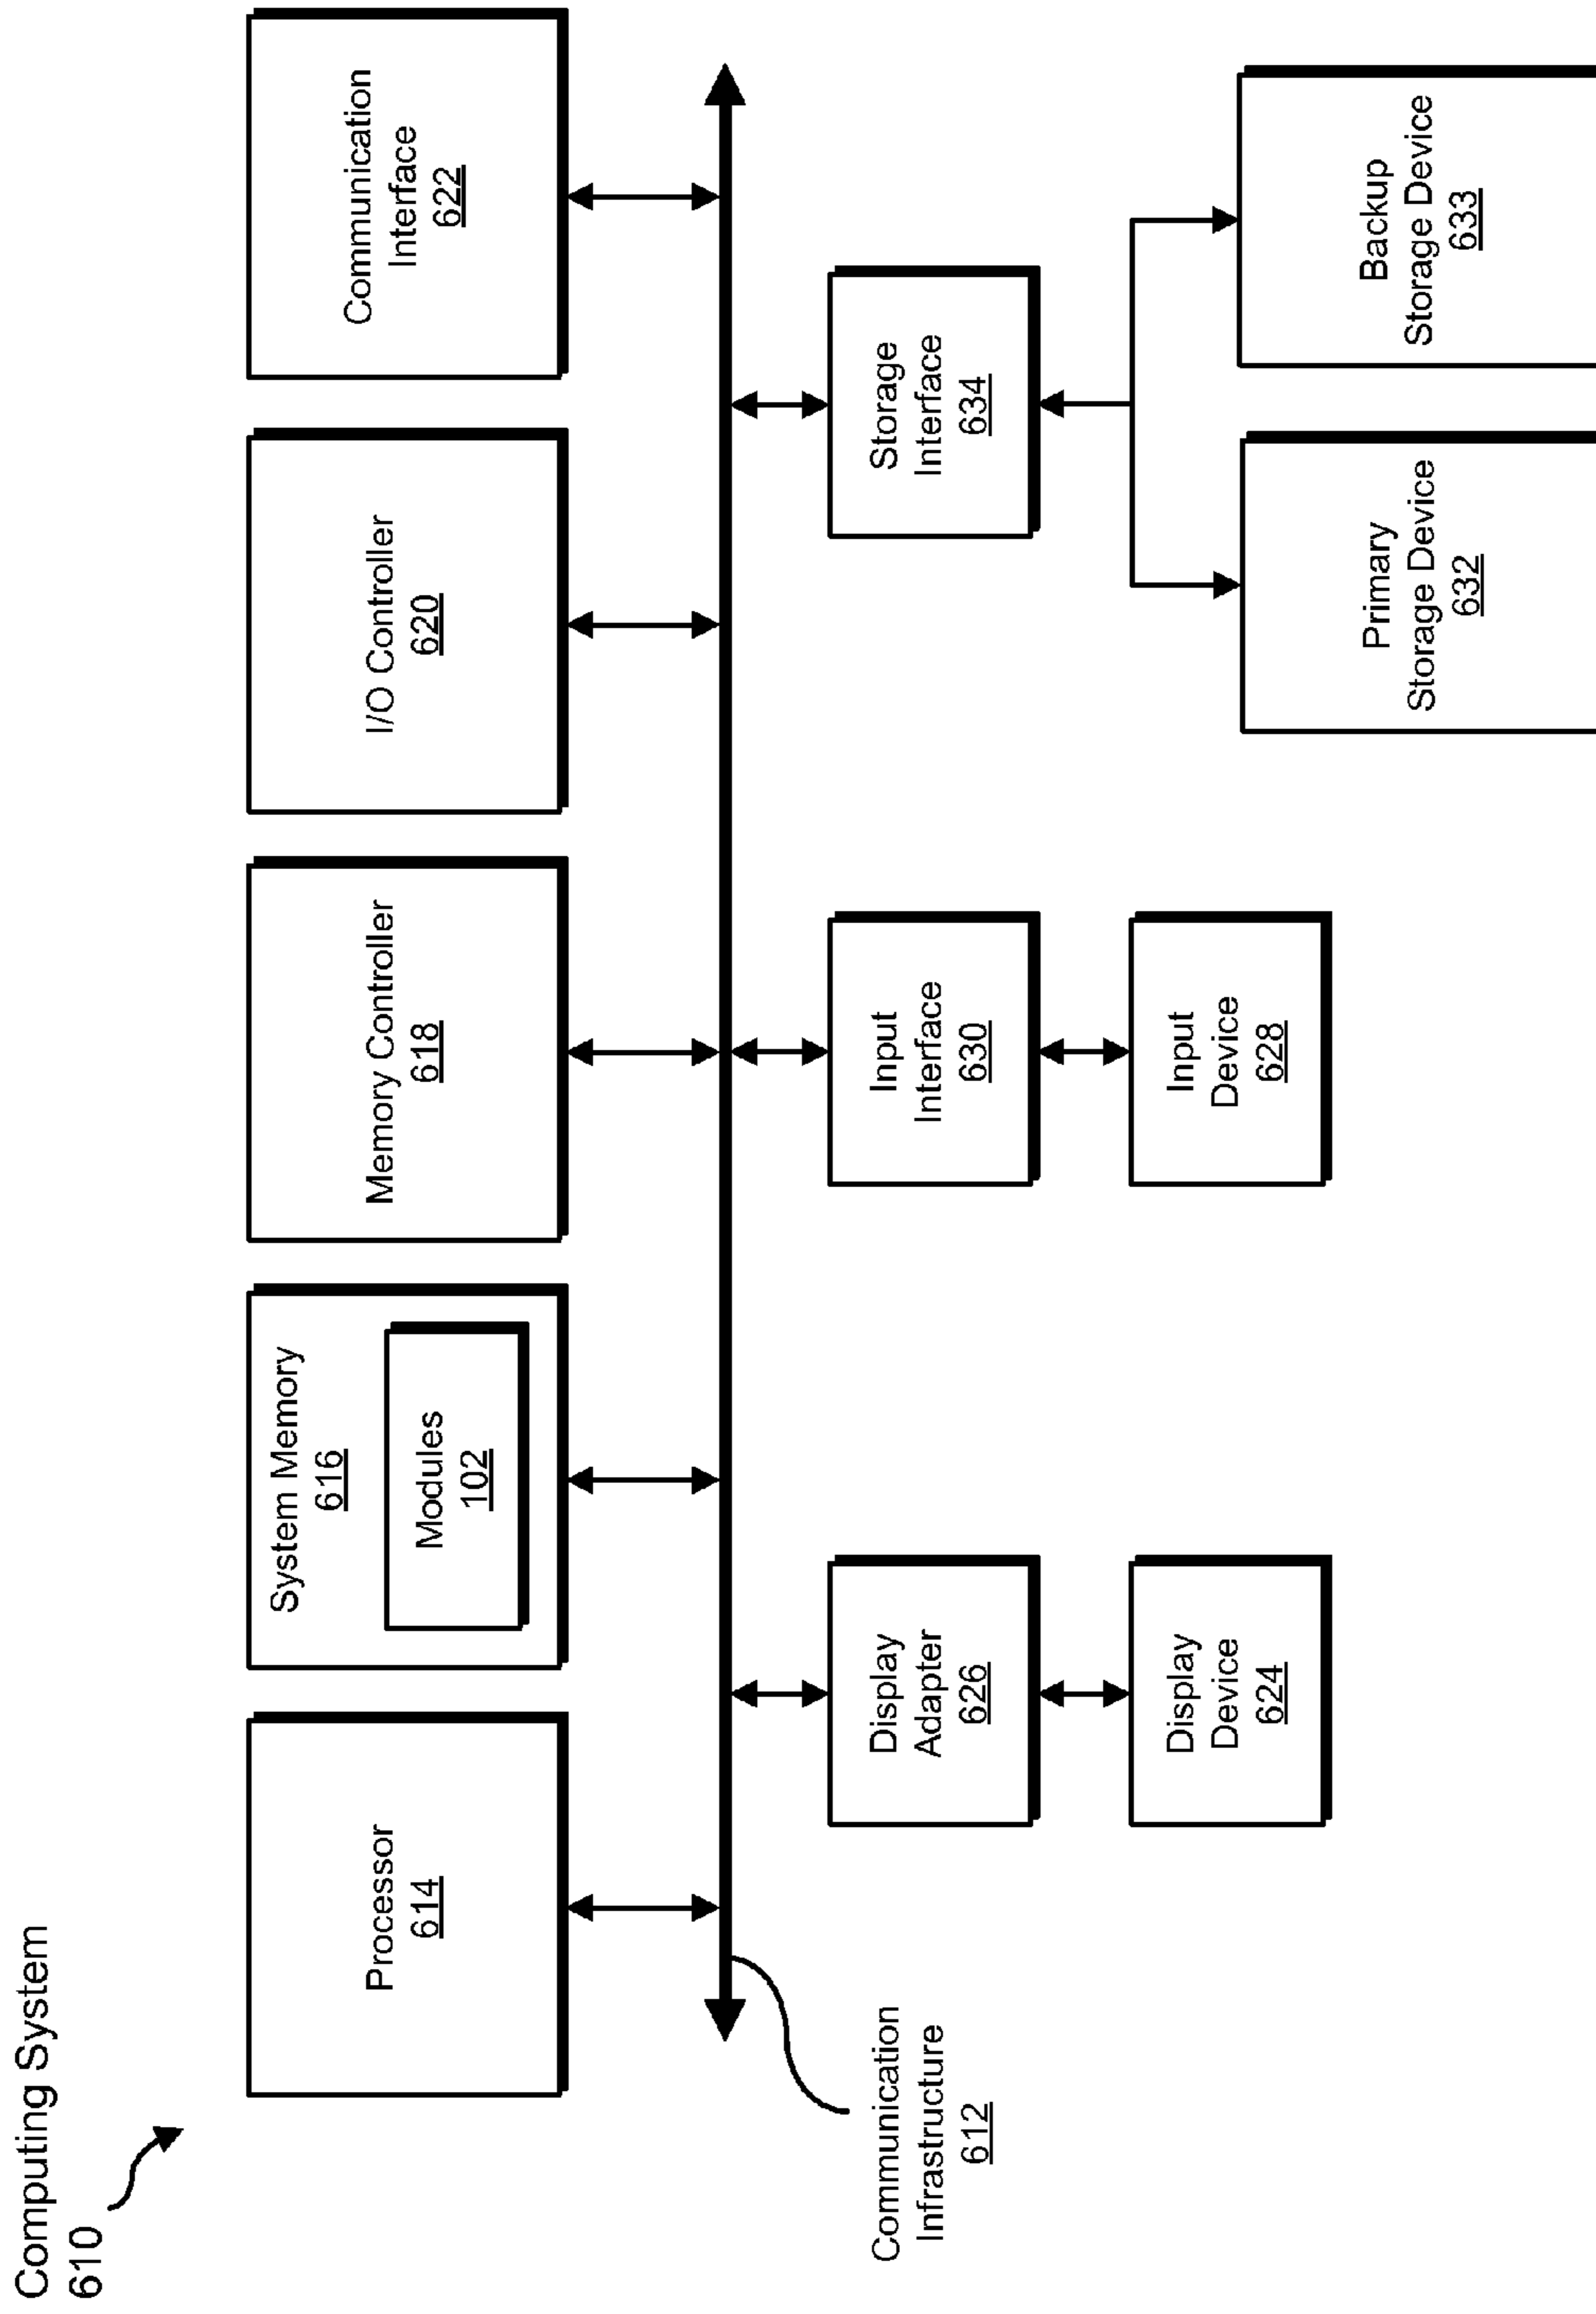 Computing System
610
Processor
614
System Memory
616
Modules
102
Memory Controller
618
I/O Controller
620
Communication
Interface
622
Communication
Infrastructure
612
Display
Adapter
626
Input
Interface
630
Storage
Interface
634
Display
Device
624
Input
Device
628
Primary
Storage Device
632
Backup
Storage Device
633